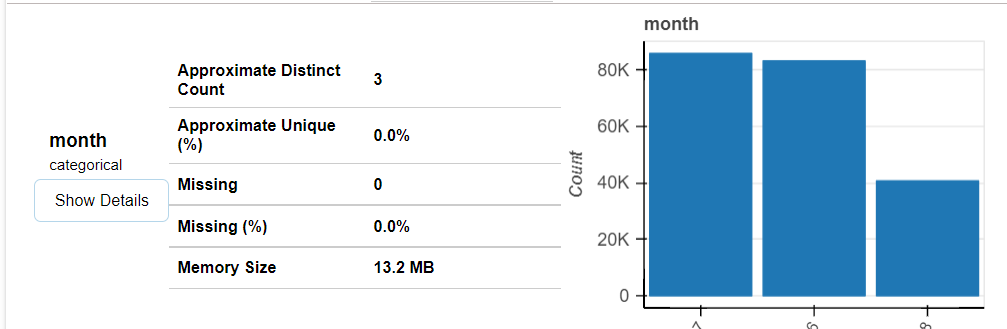 month
categorical
Show Details
Approximate Distinct
Count
3
Approximate Unique
(%)
0.0%
Missing
0
Missing (%)
0.0%
Memory Size
13.2 MB
month
Count
80K
60K
40K
20K
0